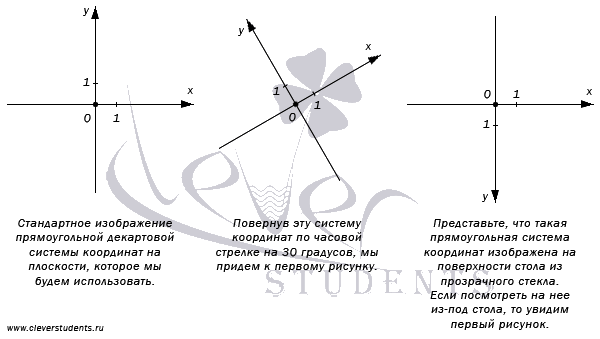 y
x
1
0
1
y
x
1
0
1
0
1
x
1
y
Clever
STUDENTS
Стандартное изображение
прямоугольной декартовой
системы координат на
плоскости, которое мы
будем использовать.
Повернув эту систему
координат по часовой
стрелке на 30 градусов, мы
придем к первому рисунку.
Представьте, что такая
прямоугольная система
координат изображена на
поверхности стола из
прозрачного стекла.
Если посмотреть на нее
из-под стола, то увидим
первый рисунок.
www.cleverstudents.ru